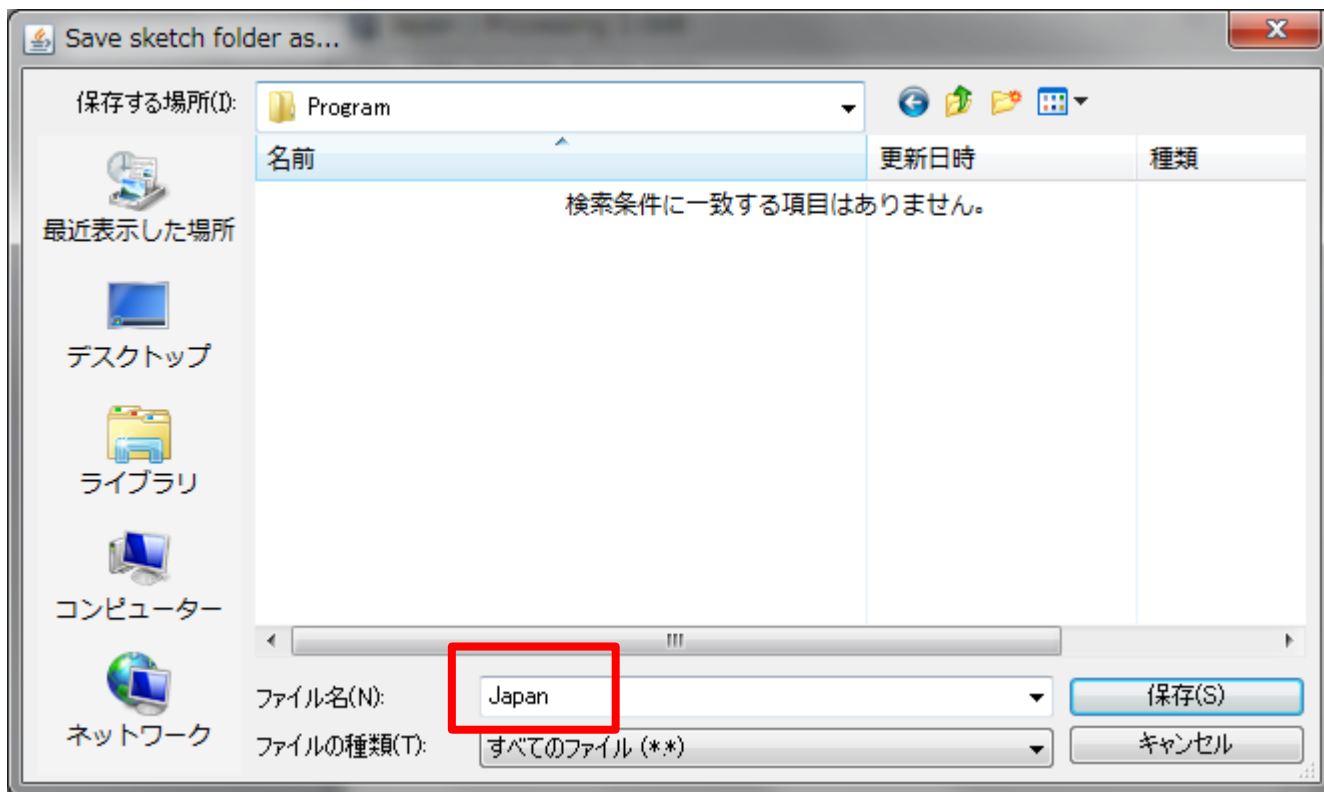 Save sketch folder as...
保存する場所(I):
Program
名前
更新日時
種類
検索条件に一致する項目はありません。
最近表示した場所
デスクトップ
ライブラリ
コンピューター
ネットワーク
ファイル名(N):
Japan
保存(S)
ファイルの種類(T):
すべてのファイル (*.*)
キャンセル